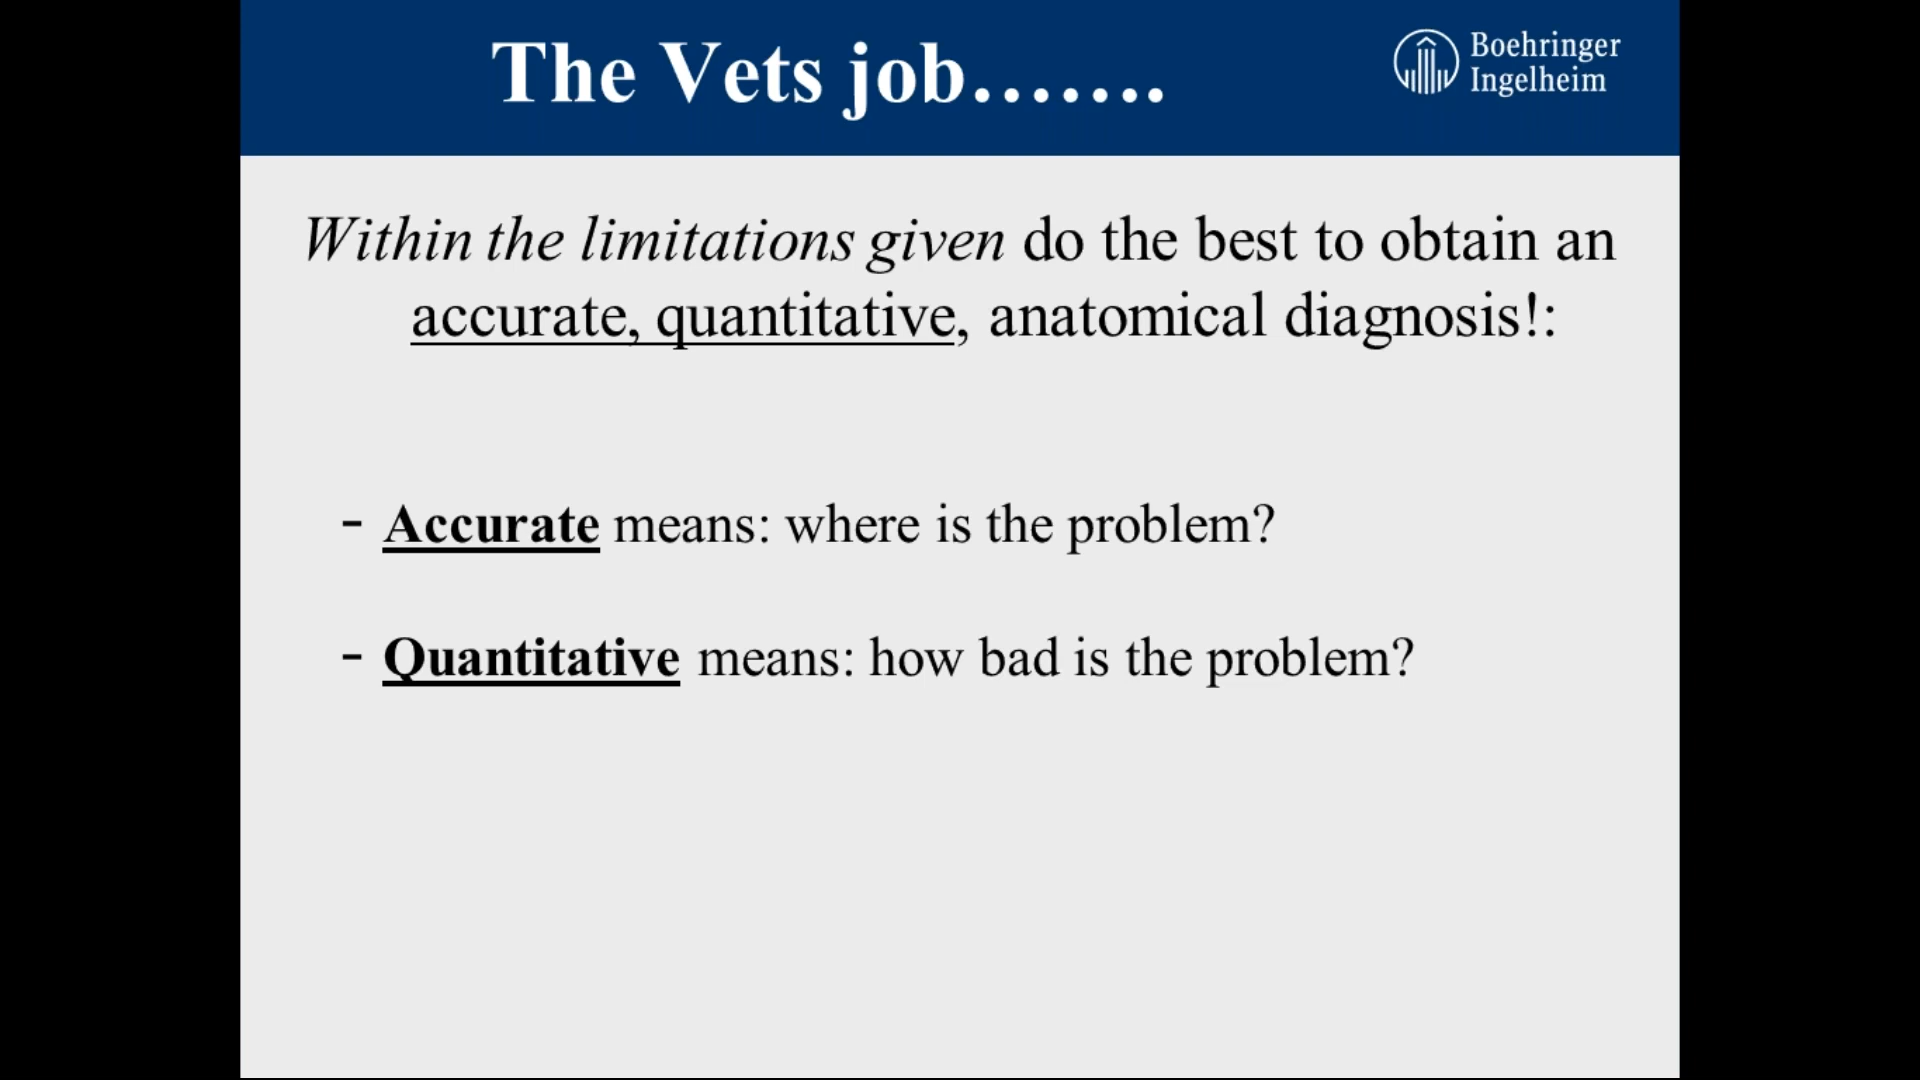 The Vets job.......
Boehringer
Ingelheim
Within the limitations given do the best to obtain an
accurate, quantitative, anatomical diagnosis!:
- Accurate means: where is the problem?
- Quantitative means: how bad is the problem?